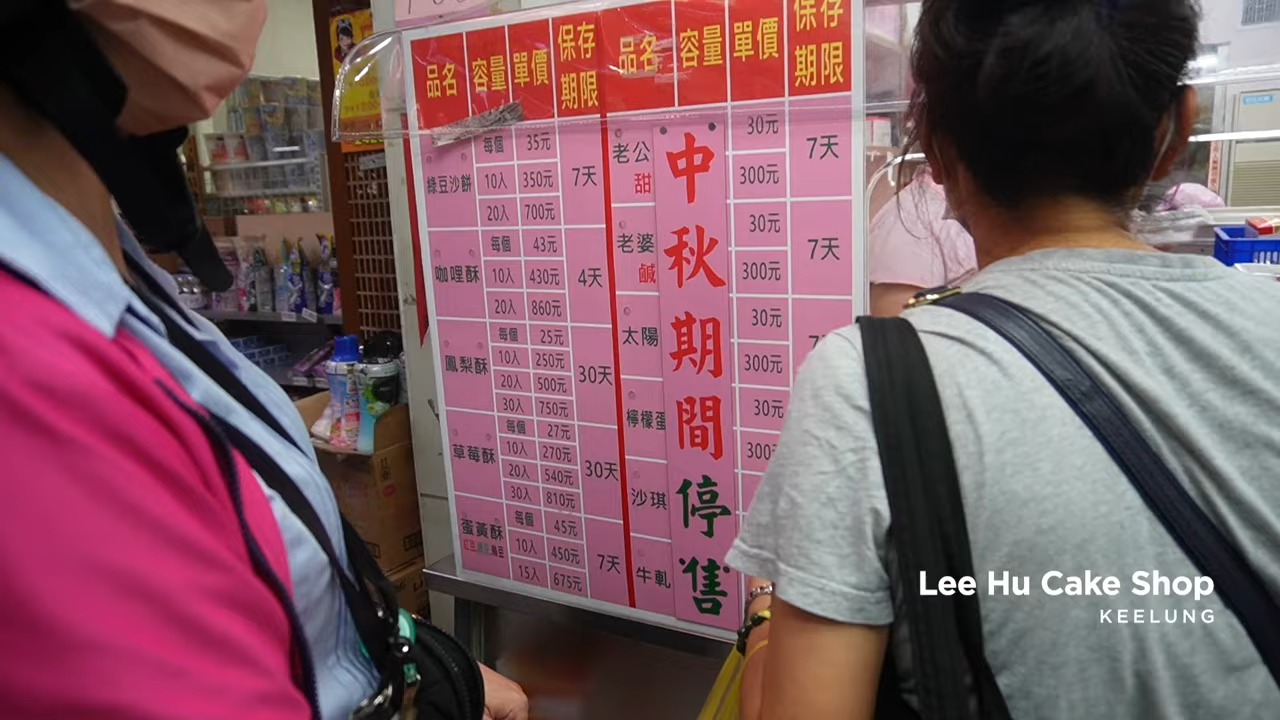 品名 容量 單價 保存期限 品名 容量 單價 保存期限
綠豆沙餅 每個 35元 7天
10入 350元
20入 700元
咖哩酥 每個 43元 4天
10入 430元
20入 860元
鳳梨酥 每個 25元 30天
10入 250元
20入 500元
30入 750元
草莓酥 每個 27元 30天
10入 270元
20入 540元
30入 810元
蛋黃酥 每個 45元 7天
10入 450元
15入 675元
老公 30元 7天
甜 300元
老婆 30元 7天
鹹 300元
太陽 30元
300元
檸檬蛋 30元
300
沙琪
牛軋
中秋期間停售
Lee Hu Cake Shop
KEELUNG